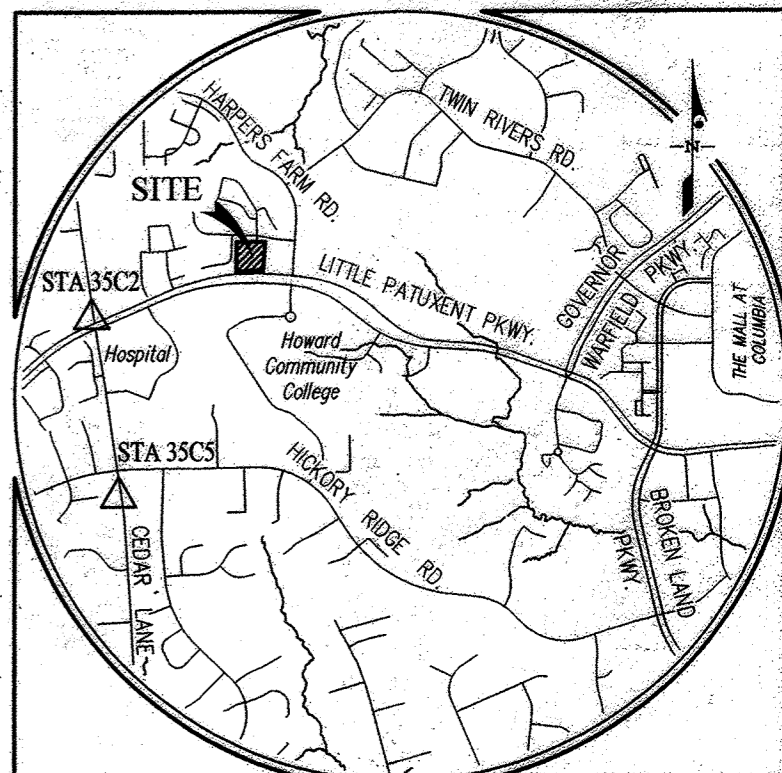 HARPERS FARM RD.
TWIN RIVERS RD.
N
SITE
GOVERNOR
WARFIELD
PKWY.
LITTLE PATUXENT PKWY.
STA 35C2
THE MALL AT
COLUMBIA
Hospital
Howard
Community
College
STA 35C5
HICKORY
RIDGE
RD.
CEDAR LANE
BROKEN LAND
PKWY.